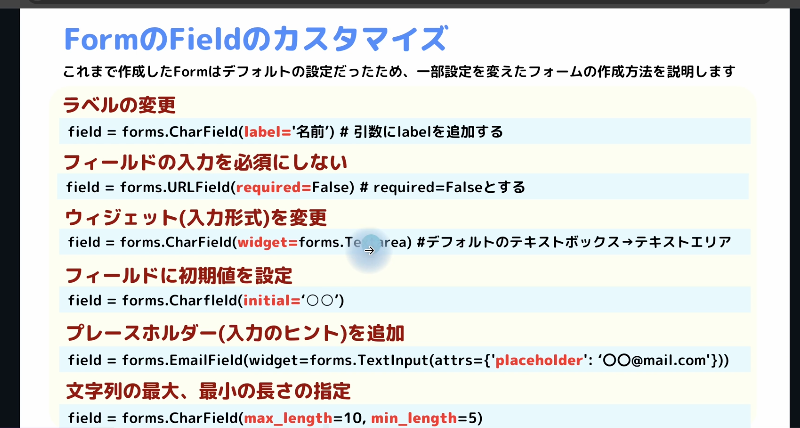 FormのFieldのカスタマイズ
これまで作成したFormはデフォルトの設定だったため、一部設定を変えたフォームの作成方法を説明します
ラベルの変更
field = forms.CharField(label='名前’) # 引数にlabelを追加する
フィールドの入力を必須にしない
field = forms.URLField(required=False) # required=Falseとする
ウィジェット(入力形式)を変更
field = forms.CharField(widget=forms.Textarea) #デフォルトのテキストボックス→テキストエリア
フィールドに初期値を設定
field = forms.Charfleld(initial=‘○○’)
プレースホルダー(入力のヒント)を追加
field = forms.EmailField(widget=forms.TextInput(attrs={'placeholder': ‘〇〇@mail.com'}))
文字列の最大、最小の長さの指定
field = forms.CharField(max_length=10, min_length=5)